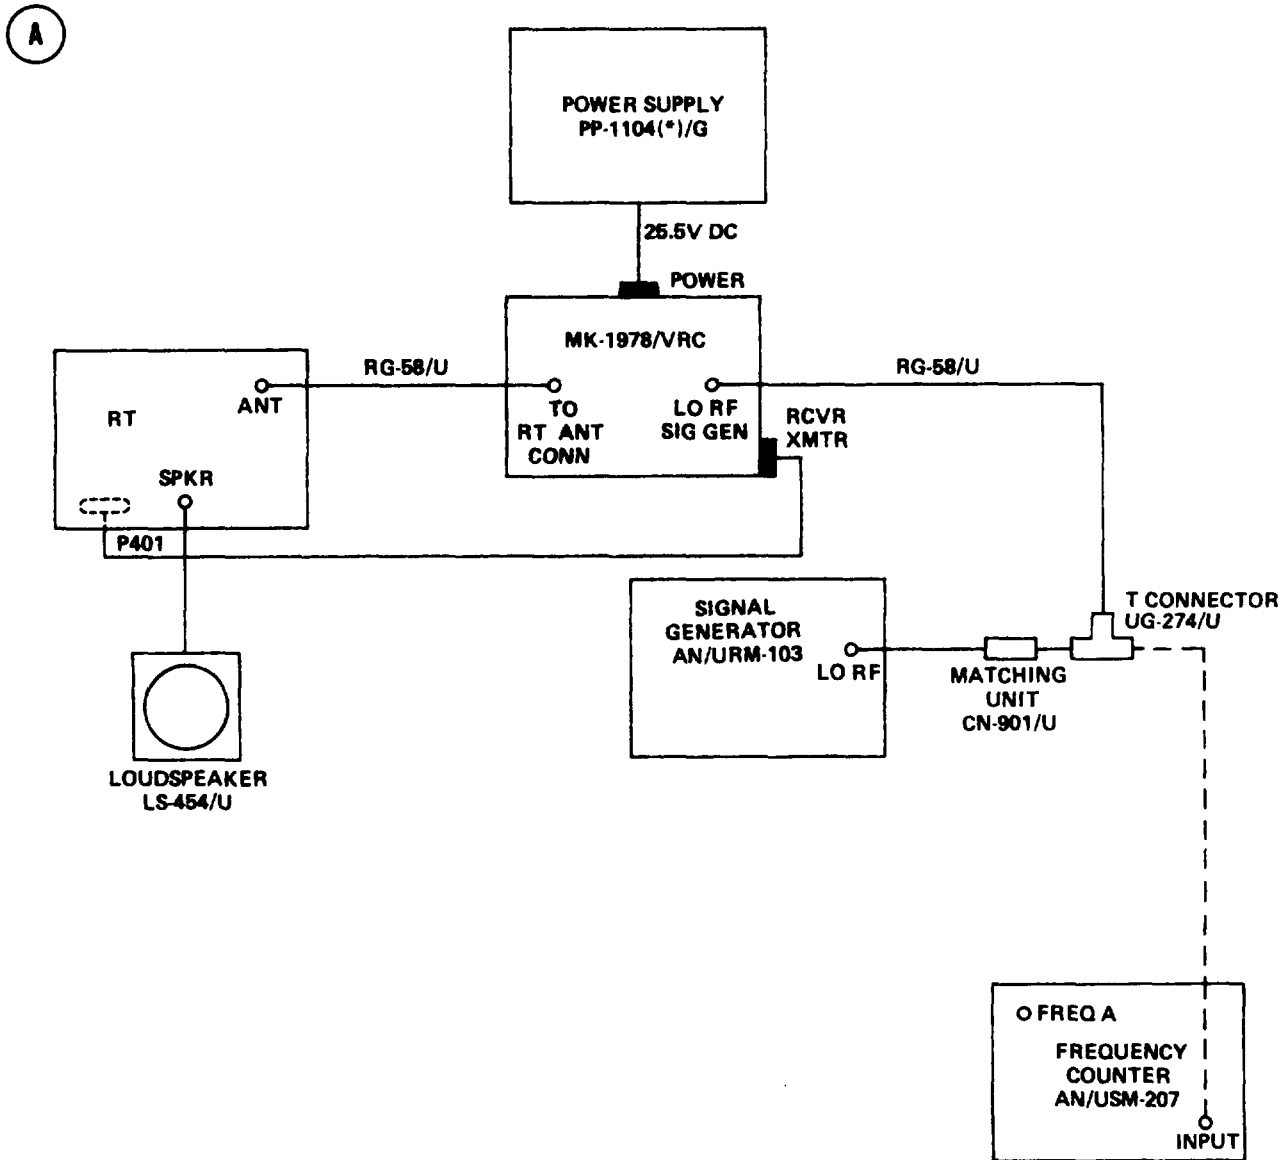 A
POWER SUPPLY
PP-1104(*)/G
25.5V DC
POWER
MK-1978/VRC
RG-58/U
RG-58/U
ANT
RT
TO
RT ANT
CONN
LO RF
SIG GEN
RCVR
XMTR
SPKR
P401
SIGNAL
GENERATOR
AN/URM-103
LO RF
T CONNECTOR
UG-274/U
MATCHING
UNIT
CN-901/U
LOUDSPEAKER
LS-454/U
FREQ A
FREQUENCY
COUNTER
AN/USM-207
INPUT